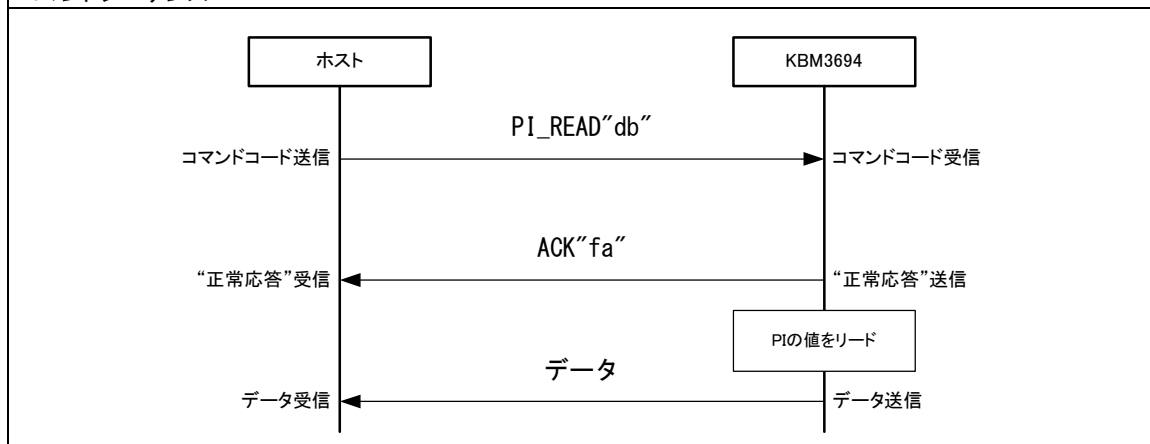 ホスト KBM3694
PI_READ"db"
コマンドコード送信 コマンドコード受信
ACK"fa"
“正常応答”受信 “正常応答”送信
PIの値をリード
データ
データ受信 データ送信